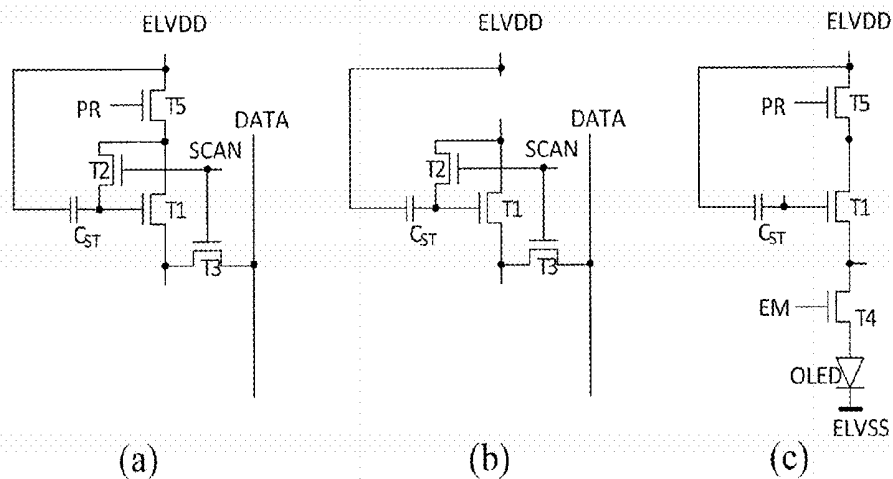 ELVDD
PR
T5
DATA
SCAN
T2
T1
CST
T3
(a)
ELVDD
DATA
SCAN
T2
T1
CST
T3
(b)
ELVDD
PR
T5
T1
CST
EM
T4
OLED
ELVSS
(c)